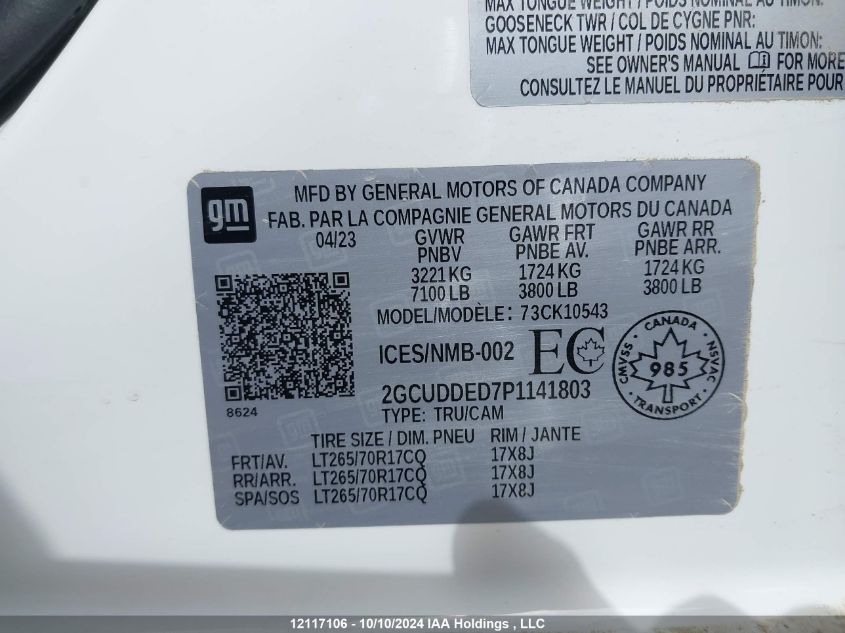 MAX TONGUE WEIGHT / POIDS NOMINAL AU TIMON:
GOOSENECK TWR / COL DE CYGNE PNR:
MAX TONGUE WEIGHT / POIDS NOMINAL AU TIMON:
SEE OWNER'S MANUAL FOR MORE
CONSULTEZ LE MANUEL DU PROPRIÉTAIRE POUR
gm
MFD BY GENERAL MOTORS OF CANADA COMPANY
FAB. PAR LA COMPAGNIE GENERAL MOTORS DU CANADA
04/23 GVWR GAWR FRT GAWR RR
PNBV PNBE AV. PNBE ARR.
3221 KG 1724 KG 1724 KG
7100 LB 3800 LB 3800 LB
MODEL/MODÈLE: 73CK10543
ICES/NMB-002 EC
CANADA
CMVSS 985 NSVAC
TRANSPORT
2GCUDDED7P1141803
8624
TYPE: TRU/CAM
TIRE SIZE / DIM. PNEU RIM / JANTE
FRT/AV. LT265/70R17CQ 17X8J
RR/ARR. LT265/70R17CQ 17X8J
SPA/SOS LT265/70R17CQ 17X8J
12117106 - 10/10/2024 IAA Holdings , LLC